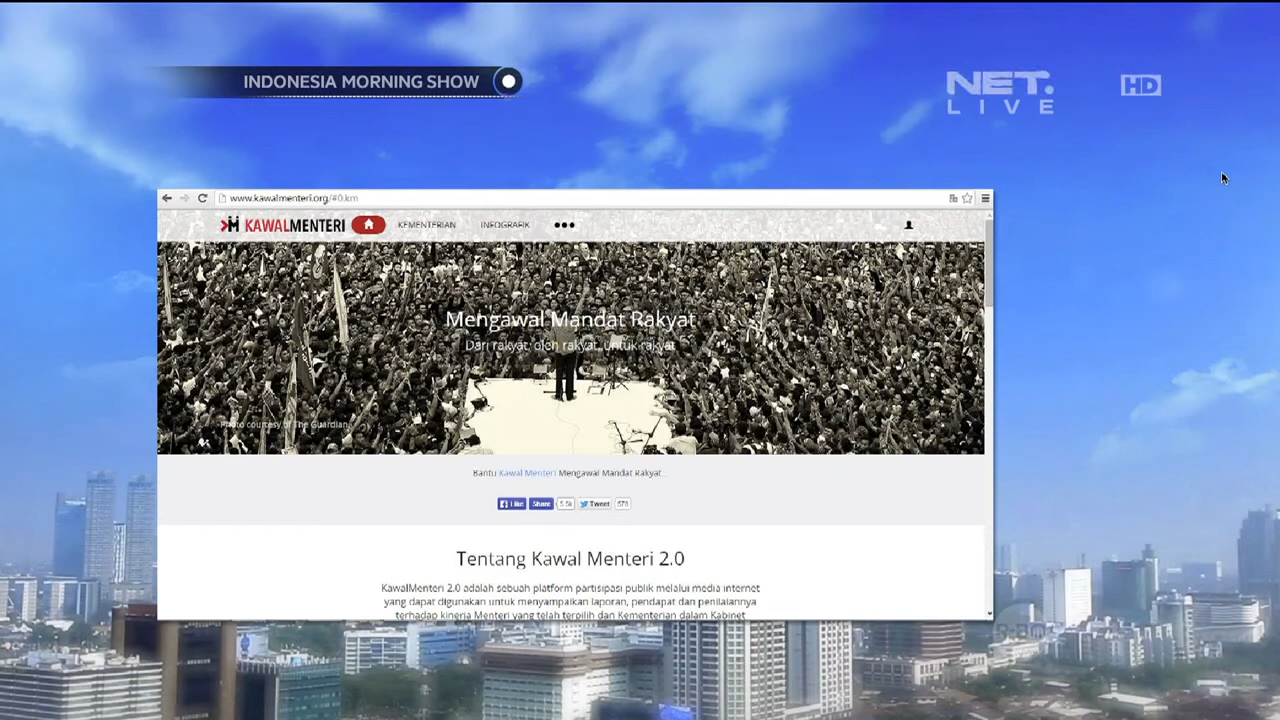 INDONESIA MORNING SHOW
NET.
LIVE
HD
www.kawalmenteri.org/#0.km
KAWALMENTERI
KEMENTERIAN
INFOGRAFIK
Mengawal Mandat Rakyat
Dari rakyat, oleh rakyat, untuk rakyat
Photo courtesy of The Guardian
Bantu Kawal Menteri Mengawal Mandat Rakyat...
Like Share 5.5k Tweet 576
Tentang Kawal Menteri 2.0
KawalMenteri 2.0 adalah sebuah platform partisipasi publik melalui media internet
yang dapat digunakan untuk menyampaikan laporan, pendapat dan penilaiannya
terhadap kinerja Menteri yang telah terpilih dan Kementerian dalam Kabinet